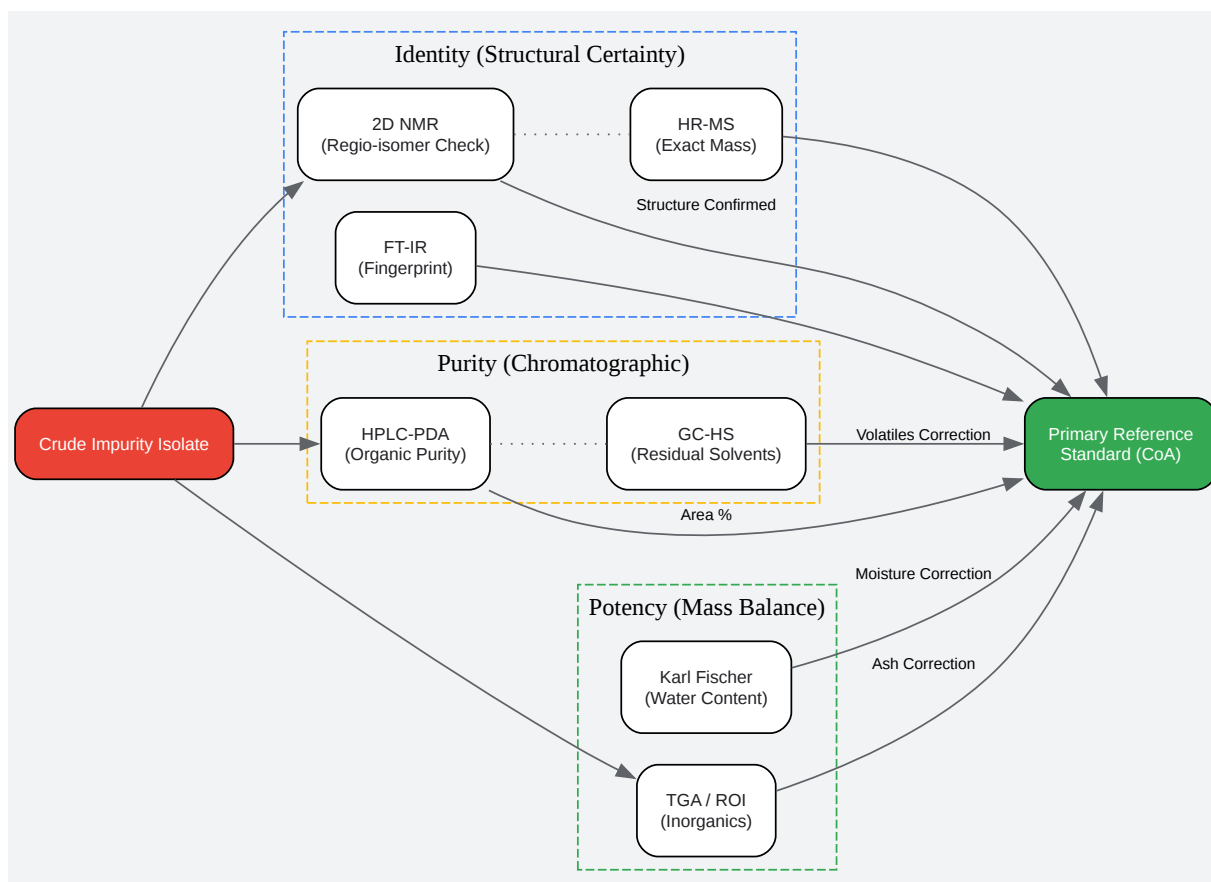 Identity (Structural Certainty)
2D NMR
(Regio-isomer Check)
HR-MS
(Exact Mass)
Structure Confirmed
FT-IR
(Fingerprint)
Purity (Chromatographic)
Crude Impurity Isolate
HPLC-PDA
(Organic Purity)
GC-HS
(Residual Solvents)
Volatiles Correction
Primary Reference
Standard (CoA)
Area %
Moisture Correction
Potency (Mass Balance)
Karl Fischer
(Water Content)
Ash Correction
TGA / ROI
(Inorganics)